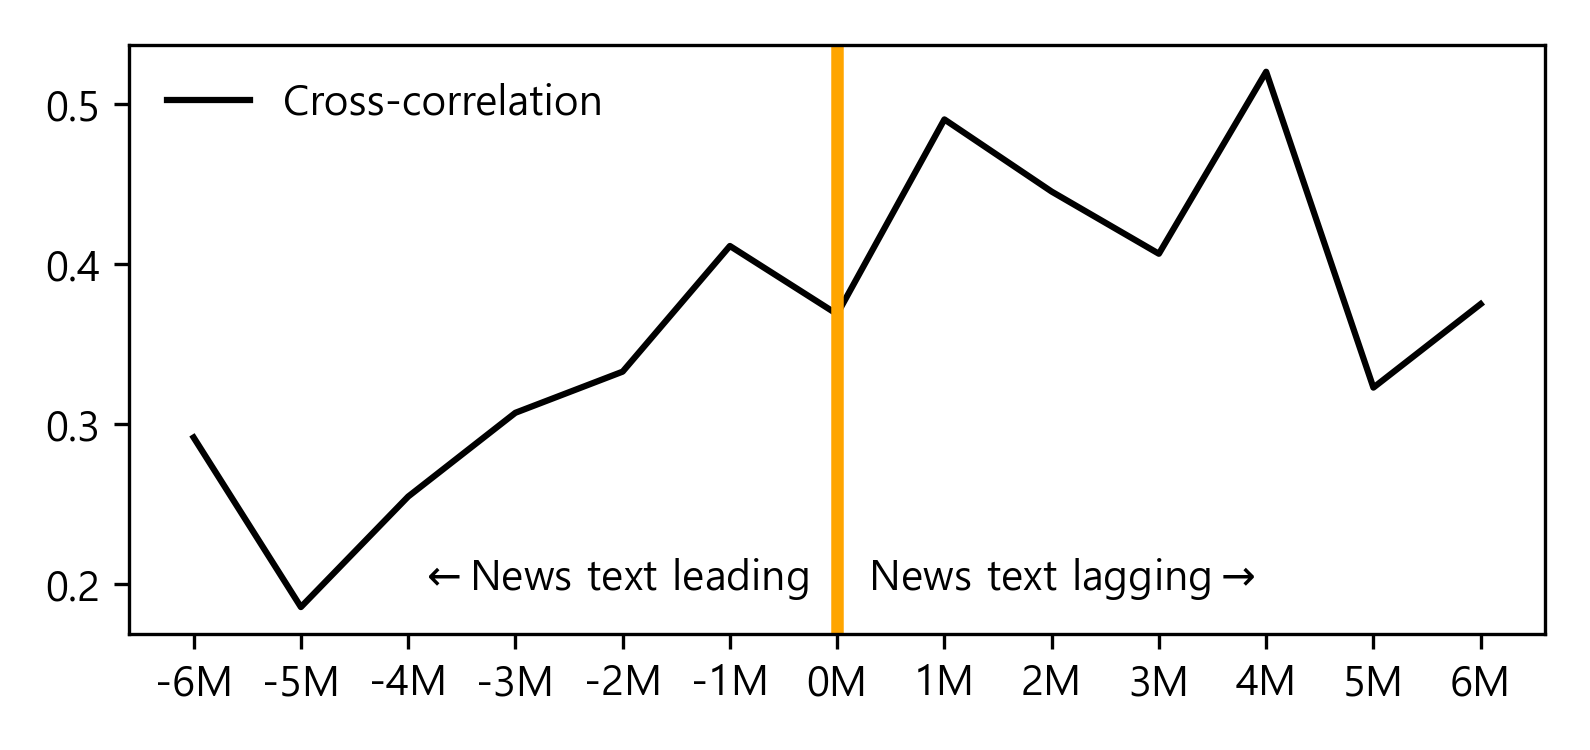 Cross-correlation
0.5
0.4
0.3
0.2
← News text leading
News text lagging →
-6M -5M -4M -3M -2M -1M 0M 1M 2M 3M 4M 5M 6M